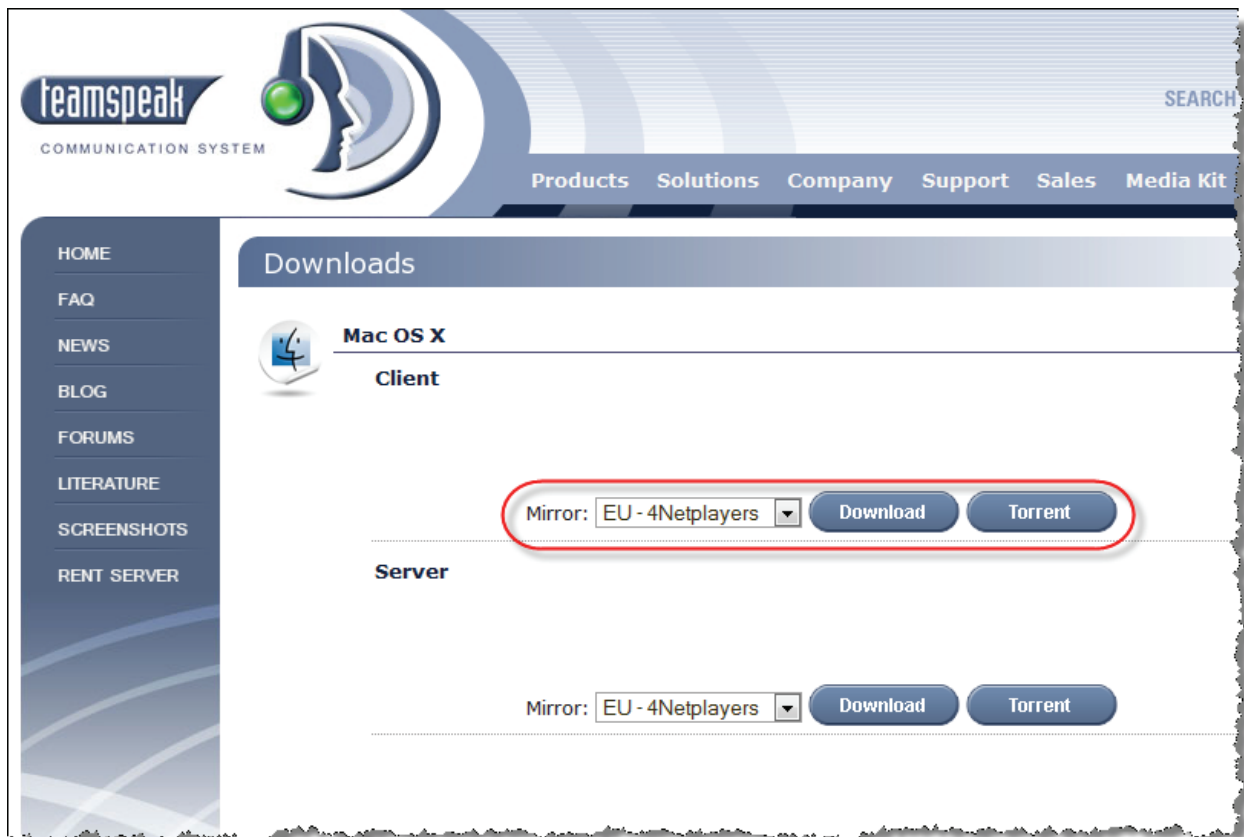 teamspeak
COMMUNICATION SYSTEM
SEARCH
Products Solutions Company Support Sales Media Kit
HOME
FAQ
NEWS
BLOG
FORUMS
LITERATURE
SCREENSHOTS
RENT SERVER
Downloads
Mac OS X
Client
Mirror: EU - 4Netplayers Download Torrent
Server
Mirror: EU - 4Netplayers Download Torrent